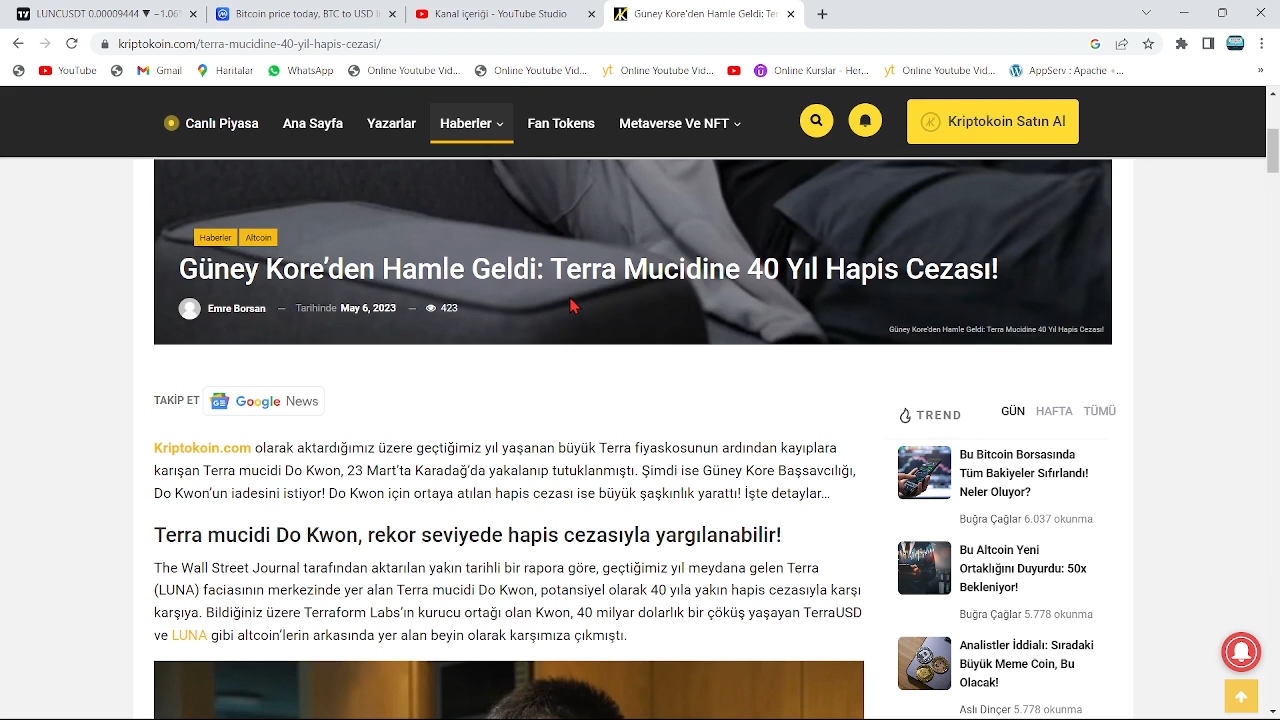 LUNCUSDT 0.00009444 ▼ −1.06%
Bitcoin price today, BTC to USD li
Kanal içeriği - YouTube Studio
Güney Kore'den Hamle Geldi: Ter
kriptokoin.com/terra-mucidine-40-yil-hapis-cezasi/
YouTube
Gmail
Haritalar
WhatsApp
Online Youtube Vid...
Online Youtube Vid...
Online Youtube Vid...
Online Kurslar - Her...
Online Youtube Vid...
AppServ : Apache +...
»
Canlı Piyasa
Ana Sayfa
Yazarlar
Haberler
Fan Tokens
Metaverse Ve NFT
Kriptokoin Satın Al
Haberler
Altcoin
Güney Kore'den Hamle Geldi: Terra Mucidine 40 Yıl Hapis Cezası!
Emre Borsan — Tarihinde May 6, 2023 — 423
Güney Kore'den Hamle Geldi: Terra Mucidine 40 Yıl Hapis Cezası
TAKİP ET Google News
Kriptokoin.com olarak aktardığımız üzere geçtiğimiz yıl yaşanan büyük Terra fiyaskosunun ardından kayıplara
karışan Terra mucidi Do Kwon, 23 Mart'ta Karadağ'da yakalanıp tutuklanmıştı. Şimdi ise Güney Kore Başsavcılığı,
Do Kwon'un iadesini istiyor! Do Kwon için ortaya atılan hapis cezası ise büyük şaşkınlık yarattı! İşte detaylar...
Terra mucidi Do Kwon, rekor seviyede hapis cezasıyla yargılanabilir!
The Wall Street Journal tarafından aktarılan yakın tarihli bir rapora göre, geçtiğimiz yıl meydana gelen Terra
(LUNA) faciasının merkezinde yer alan Terra mucidi Do Kwon, potansiyel olarak 40 yıla yakın hapis cezasıyla karşı
karşıya. Bildiğiniz üzere Terraform Labs'ın kurucu ortağı olan Kwon, 40 milyar dolarlık bir çöküş yaşayan TerraUSD
ve LUNA gibi altcoin'lerin arkasında yer alan beyin olarak karşımıza çıkmıştı.
TREND
GÜN
HAFTA
TÜMÜ
Bu Bitcoin Borsasında
Tüm Bakiyeler Sıfırlandı!
Neler Oluyor?
Buğra Çağlar 6.037 okunma
Bu Altcoin Yeni
Ortaklığını Duyurdu: 50x
Bekleniyor!
Buğra Çağlar 5.778 okunma
Analistler İddialı: Sıradaki
Büyük Meme Coin, Bu
Olacak!
Aslı Dinçer 5.778 okunma